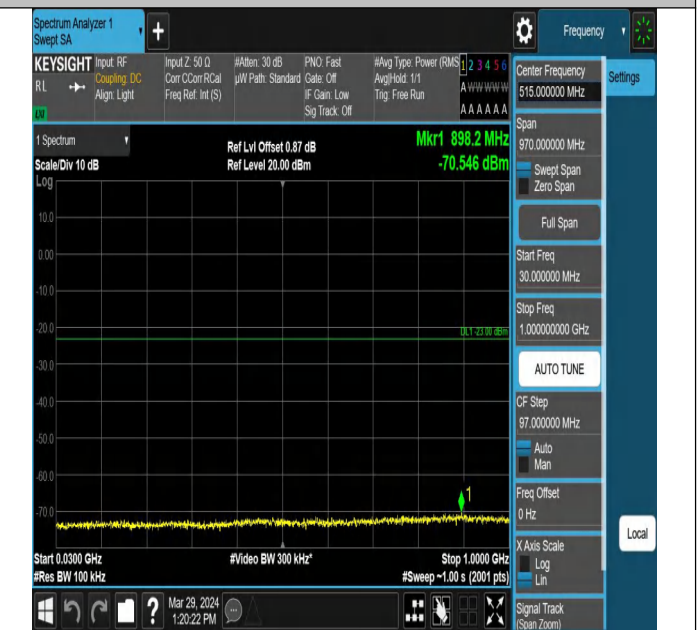 Spectrum Analyzer 1
Swept SA
+
Frequency
KEYSIGHT
RL
LXI
Input: RF
Coupling: DC
Align: Light
Input Z: 50 Ω
Corr CCorr RCal
Freq Ref: Int (S)
#Atten: 30 dB
µW Path: Standard
PNO: Fast
Gate: Off
IF Gain: Low
Sig Track: Off
#Avg Type: Power (RMS
Avg|Hold: 1/1
Trig: Free Run
1 2 3 4 5 6
A W W W W W
A A A A A A
Center Frequency
515.000000 MHz
Settings
1 Spectrum
Scale/Div 10 dB
Log
Ref Lvl Offset 0.87 dB
Ref Level 20.00 dBm
Mkr1 898.2 MHz
-70.546 dBm
Span
970.000000 MHz
Swept Span
Zero Span
Full Span
Start Freq
30.000000 MHz
Stop Freq
1.000000000 GHz
AUTO TUNE
CF Step
97.000000 MHz
Auto
Man
Freq Offset
0 Hz
X Axis Scale
Log
Lin
Signal Track
(Span Zoom)
Local
10.0
0.00
-10.0
-20.0
DL1 -23.00 dBm
-30.0
-40.0
-50.0
-60.0
-70.0
1
Start 0.0300 GHz
#Res BW 100 kHz
#Video BW 300 kHz*
Stop 1.0000 GHz
#Sweep ~1.00 s (2001 pts)
?
Mar 29, 2024
1:20:22 PM